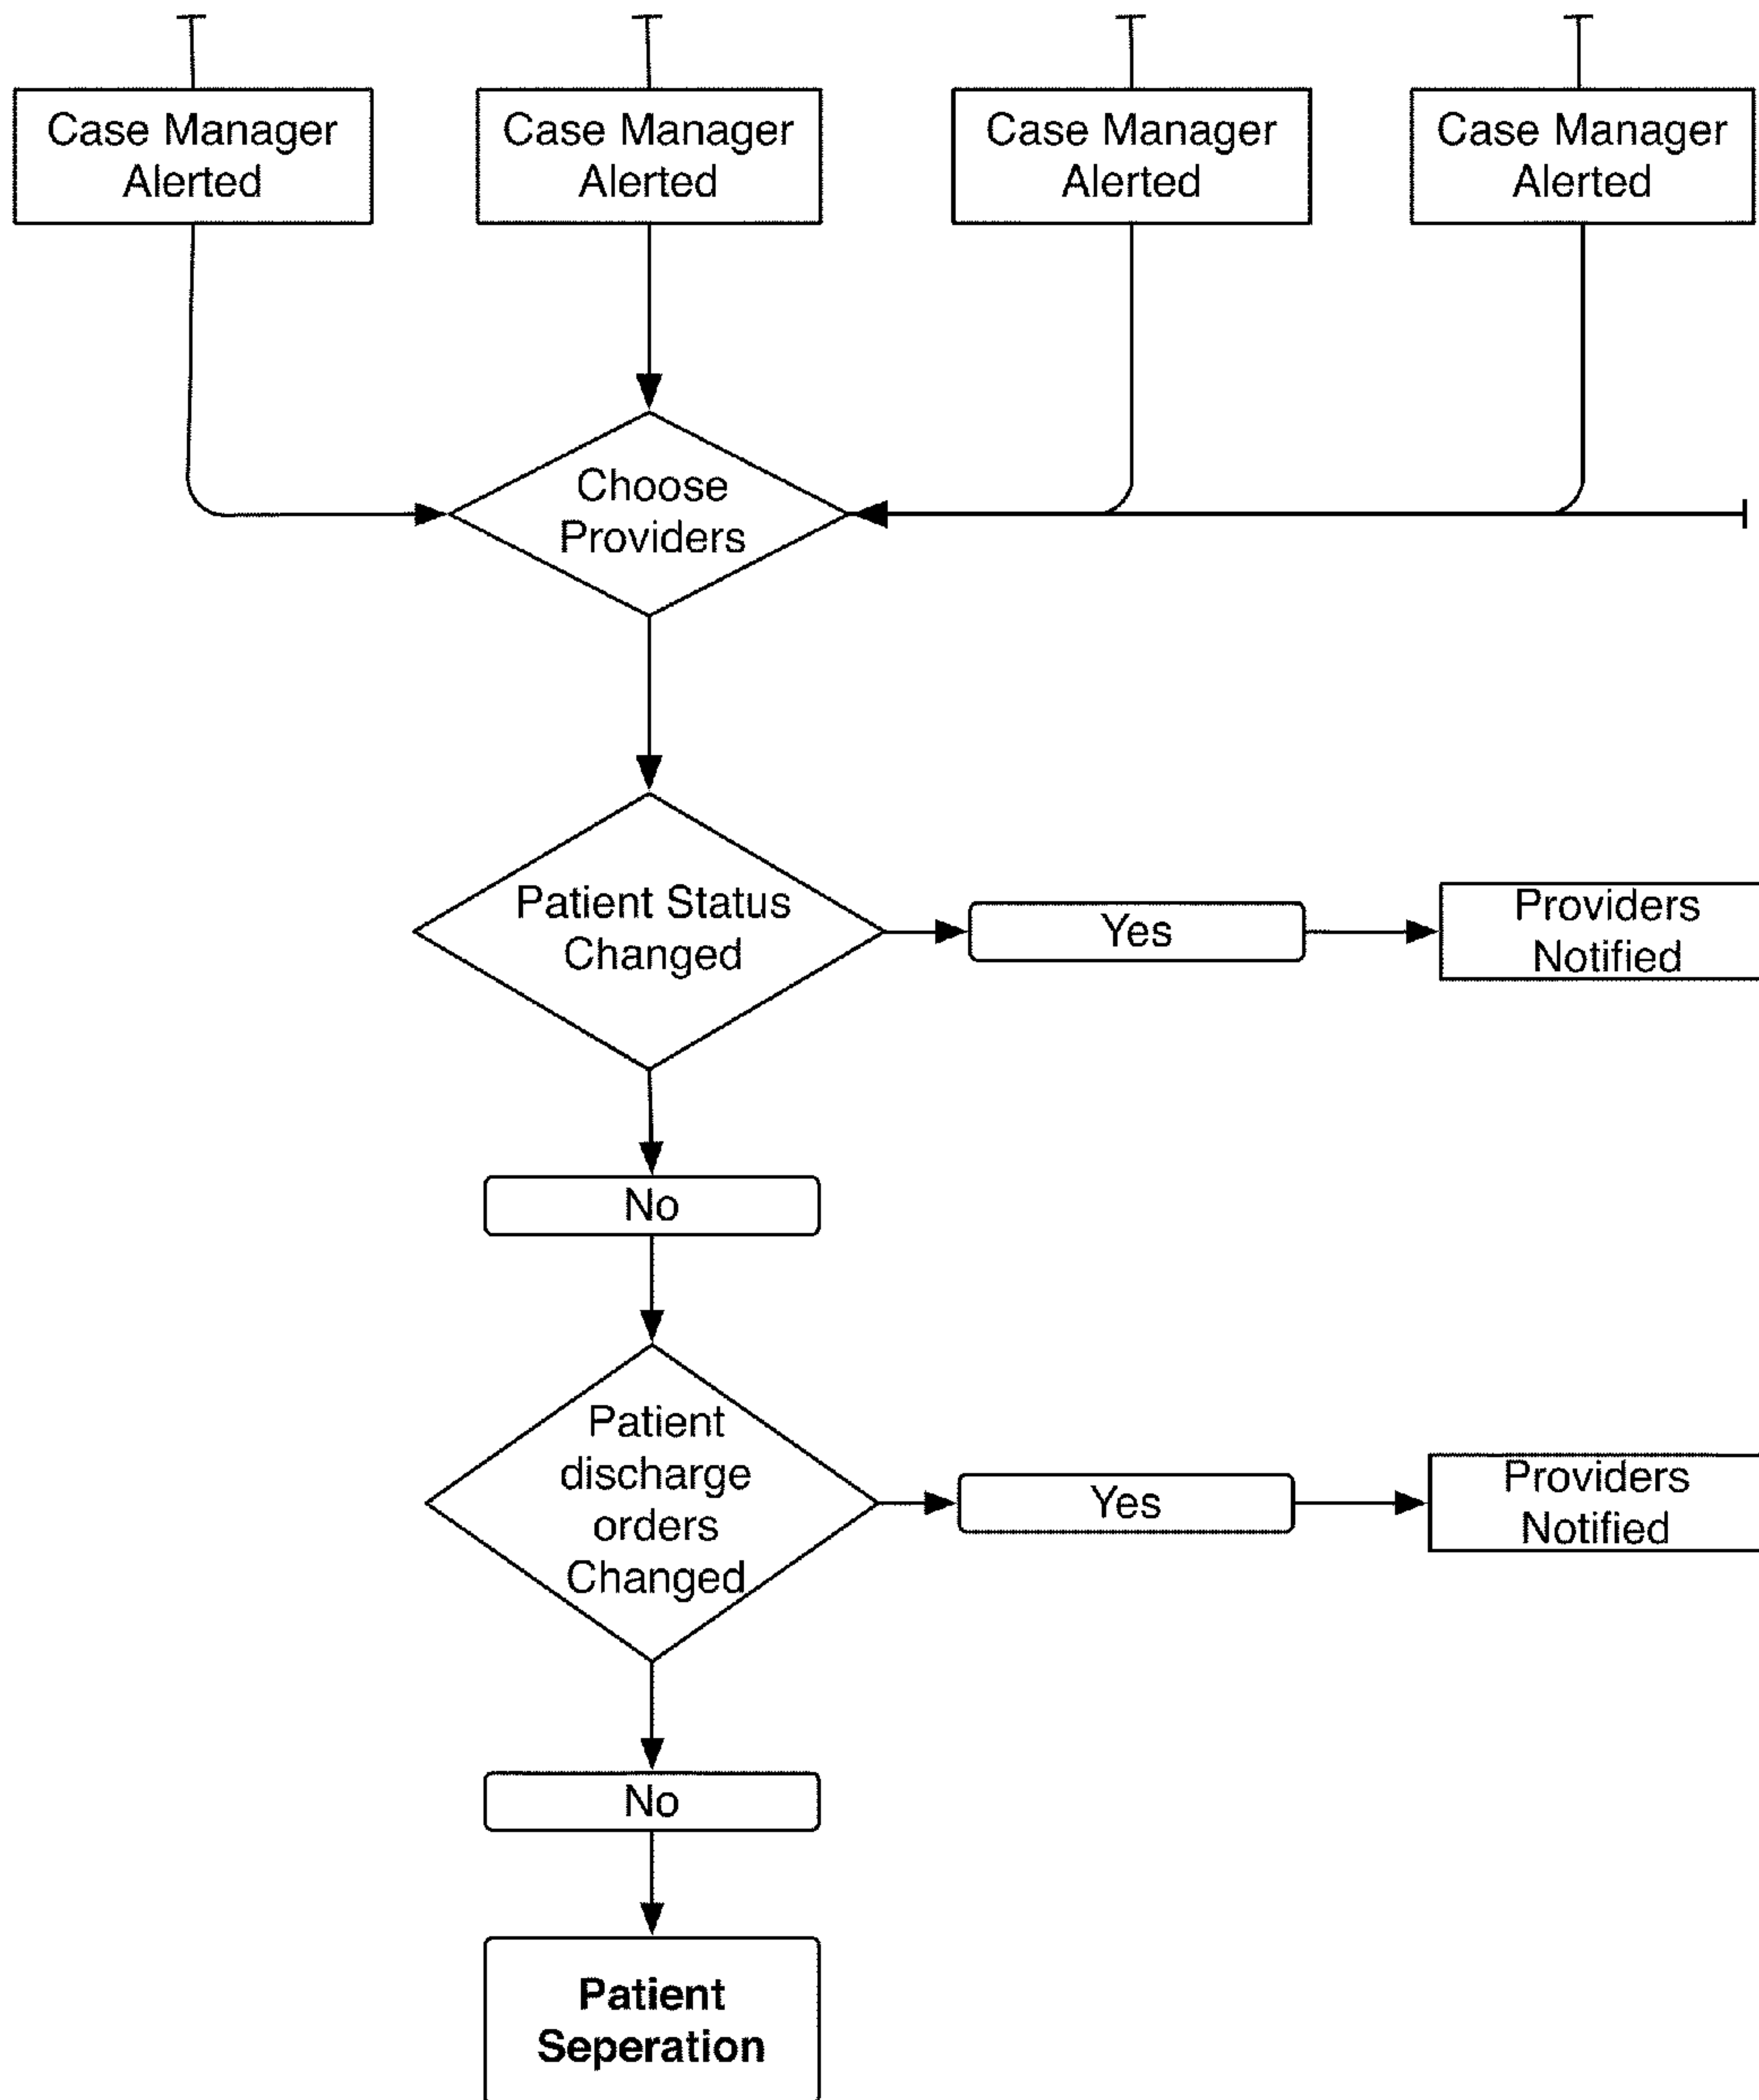 Case Manager
Alerted
Case Manager
Alerted
Case Manager
Alerted
Case Manager
Alerted
Choose
Providers
Patient Status
Changed
Yes
Providers
Notified
No
Patient
discharge
orders
Changed
Yes
Providers
Notified
No
Patient
Seperation